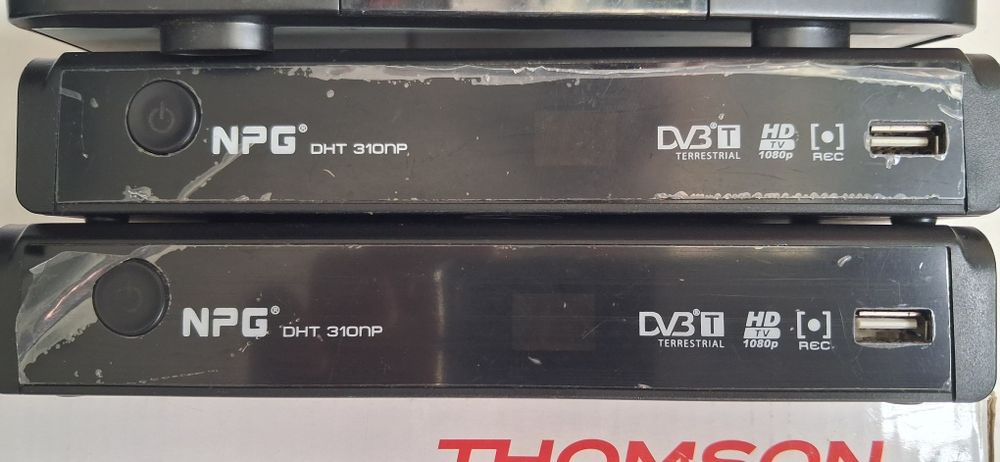 NPG® DHT 310NP DVB®T TERRESTRIAL HD TV 1080p [•] REC
NPG® DHT 310NP DVB®T TERRESTRIAL HD TV 1080p [•] REC
THOMSON